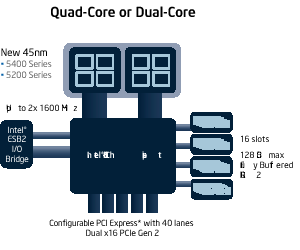 Quad-Core or Dual-Core
New 45nm
• 5400 Series
• 5200 Series
to 2x 1600
Intel®
ESB2
I/O
Bridge
16 slots
128 max
2
Configurable PCI Express* with 40 lanes
Dual x16 PCIe Gen 2